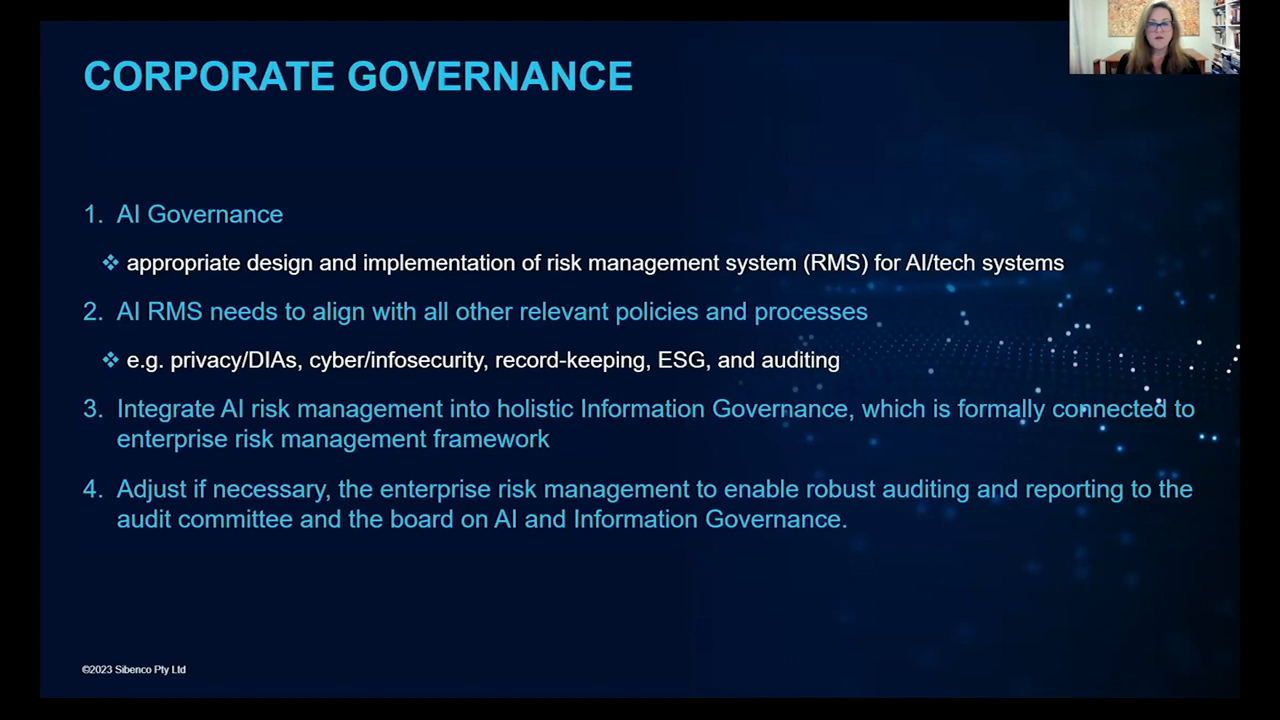 CORPORATE GOVERNANCE
1. AI Governance
❖ appropriate design and implementation of risk management system (RMS) for AI/tech systems
2. AI RMS needs to align with all other relevant policies and processes
❖ e.g. privacy/DIAs, cyber/infosecurity, record-keeping, ESG, and auditing
3. Integrate AI risk management into holistic Information Governance, which is formally connected to
enterprise risk management framework
4. Adjust if necessary, the enterprise risk management to enable robust auditing and reporting to the
audit committee and the board on AI and Information Governance.
©2023 Sibenco Pty Ltd